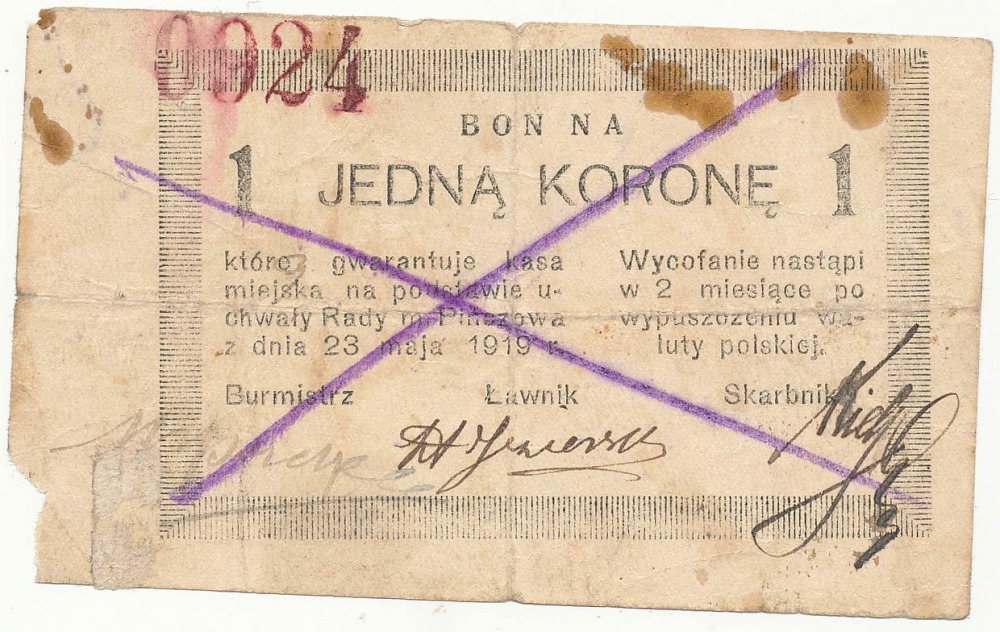 0024
BON NA
1 JEDNĄ KORONĘ 1
które gwarantuje kasa
miejska na podstawie u-
chwały Rady m. Pińczowa
z dnia 23 maja 1919 r.
Wycofanie nastąpi
w 2 miesiące po
wypuszczeniu wa-
luty polskiej.
Burmistrz Ławnik Skarbnik